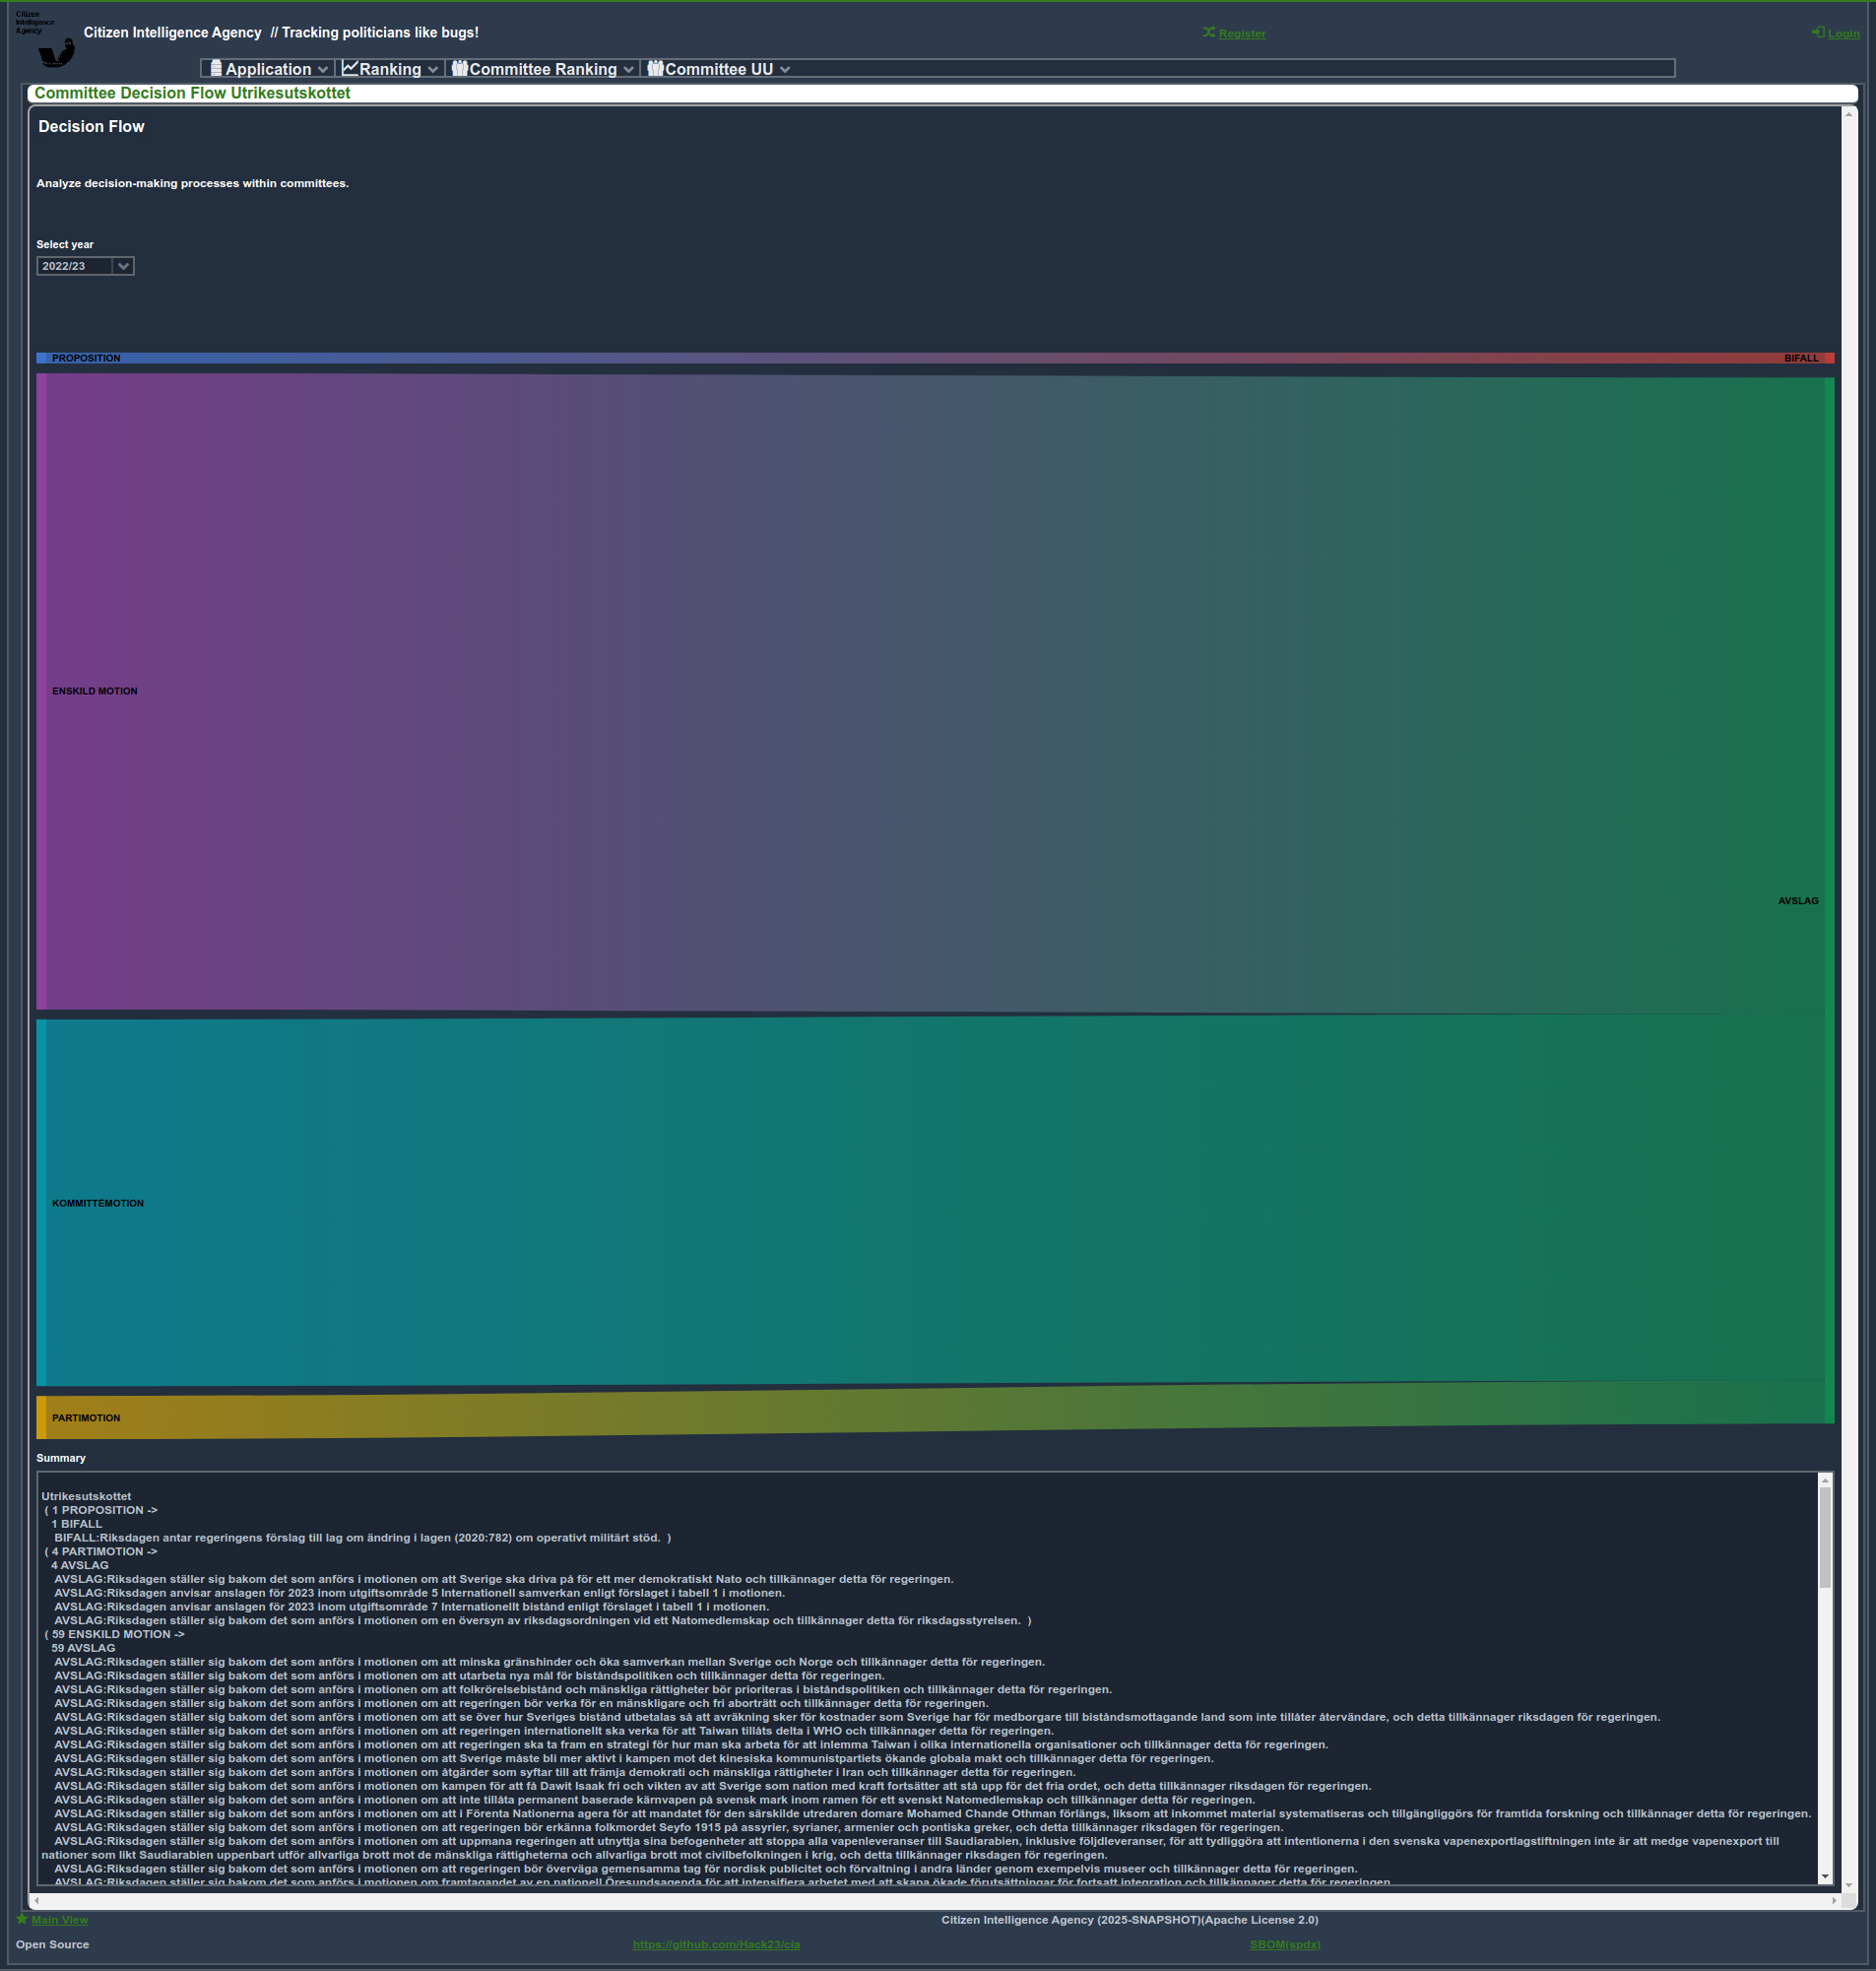 Citizen
Intelligence
Agency
Citizen Intelligence Agency // Tracking politicians like bugs!
Register
Login
Application
Ranking
Committee Ranking
Committee UU
Committee Decision Flow Utrikesutskottet
Decision Flow
Analyze decision-making processes within committees.
Select year
2022/23
PROPOSITION
BIFALL
ENSKILD MOTION
AVSLAG
KOMMITTÉMOTION
PARTIMOTION
Summary
Utrikesutskottet
( 1 PROPOSITION ->
1 BIFALL
BIFALL:Riksdagen antar regeringens förslag till lag om ändring i lagen (2020:782) om operativt militärt stöd. )
( 4 PARTIMOTION ->
4 AVSLAG
AVSLAG:Riksdagen ställer sig bakom det som anförs i motionen om att Sverige ska driva på för ett mer demokratiskt Nato och tillkännager detta för regeringen.
AVSLAG:Riksdagen anvisar anslagen för 2023 inom utgiftsområde 5 Internationell samverkan enligt förslaget i tabell 1 i motionen.
AVSLAG:Riksdagen anvisar anslagen för 2023 inom utgiftsområde 7 Internationellt bistånd enligt förslaget i tabell 1 i motionen.
AVSLAG:Riksdagen ställer sig bakom det som anförs i motionen om en översyn av riksdagsordningen vid ett Natomedlemskap och tillkännager detta för riksdagsstyrelsen. )
( 59 ENSKILD MOTION ->
59 AVSLAG
AVSLAG:Riksdagen ställer sig bakom det som anförs i motionen om att minska gränshinder och öka samverkan mellan Sverige och Norge och tillkännager detta för regeringen.
AVSLAG:Riksdagen ställer sig bakom det som anförs i motionen om att utarbeta nya mål för biståndspolitiken och tillkännager detta för regeringen.
AVSLAG:Riksdagen ställer sig bakom det som anförs i motionen om att folkrörelsebistånd och mänskliga rättigheter bör prioriteras i biståndspolitiken och tillkännager detta för regeringen.
AVSLAG:Riksdagen ställer sig bakom det som anförs i motionen om att regeringen bör verka för en mänskligare och fri aborträtt och tillkännager detta för regeringen.
AVSLAG:Riksdagen ställer sig bakom det som anförs i motionen om att se över hur Sveriges bistånd utbetalas så att avräkning sker för kostnader som Sverige har för medborgare till biståndsmottagande land som inte tillåter återvändare, och detta tillkännager riksdagen för regeringen.
AVSLAG:Riksdagen ställer sig bakom det som anförs i motionen om att regeringen internationellt ska verka för att Taiwan tillåts delta i WHO och tillkännager detta för regeringen.
AVSLAG:Riksdagen ställer sig bakom det som anförs i motionen om att regeringen ska ta fram en strategi för hur man ska arbeta för att inlemma Taiwan i olika internationella organisationer och tillkännager detta för regeringen.
AVSLAG:Riksdagen ställer sig bakom det som anförs i motionen om att Sverige måste bli mer aktivt i kampen mot det kinesiska kommunistpartiets ökande globala makt och tillkännager detta för regeringen.
AVSLAG:Riksdagen ställer sig bakom det som anförs i motionen om åtgärder som syftar till att främja demokrati och mänskliga rättigheter i Iran och tillkännager detta för regeringen.
AVSLAG:Riksdagen ställer sig bakom det som anförs i motionen om kampen för att få Dawit Isaak fri och vikten av att Sverige som nation med kraft fortsätter att stå upp för det fria ordet, och detta tillkännager riksdagen för regeringen.
AVSLAG:Riksdagen ställer sig bakom det som anförs i motionen om att inte tillåta permanent baserade kärnvapen på svensk mark inom ramen för ett svenskt Natomedlemskap och tillkännager detta för regeringen.
AVSLAG:Riksdagen ställer sig bakom det som anförs i motionen om att i Förenta Nationerna agera för att mandatet för den särskilde utredaren domare Mohamed Chande Othman förlängs, liksom att inkommet material systematiseras och tillgängliggörs för framtida forskning och tillkännager detta för regeringen.
AVSLAG:Riksdagen ställer sig bakom det som anförs i motionen om att regeringen bör erkänna folkmordet Seyfo 1915 på assyrier, syrianer, armenier och pontiska greker, och detta tillkännager riksdagen för regeringen.
AVSLAG:Riksdagen ställer sig bakom det som anförs i motionen om att uppmana regeringen att utnyttja sina befogenheter att stoppa alla vapenleveranser till Saudiarabien, inklusive följdleveranser, för att tydliggöra att intentionerna i den svenska vapenexportlagstiftningen inte är att medge vapenexport till
nationer som likt Saudiarabien uppenbart utför allvarliga brott mot de mänskliga rättigheterna och allvarliga brott mot civilbefolkningen i krig, och detta tillkännager riksdagen för regeringen.
AVSLAG:Riksdagen ställer sig bakom det som anförs i motionen om att regeringen bör överväga gemensamma tag för nordisk publicitet och förvaltning i andra länder genom exempelvis museer och tillkännager detta för regeringen.
AVSLAG:Riksdagen ställer sig bakom det som anförs i motionen om framtagandet av en nationell Öresundsagenda för att intensifiera arbetet med att skapa ökade förutsättningar för fortsatt integration och tillkännager detta för regeringen.
Main View
Citizen Intelligence Agency (2025-SNAPSHOT)(Apache License 2.0)
Open Source
https://github.com/Hack23/cia
SBOM(spdx)